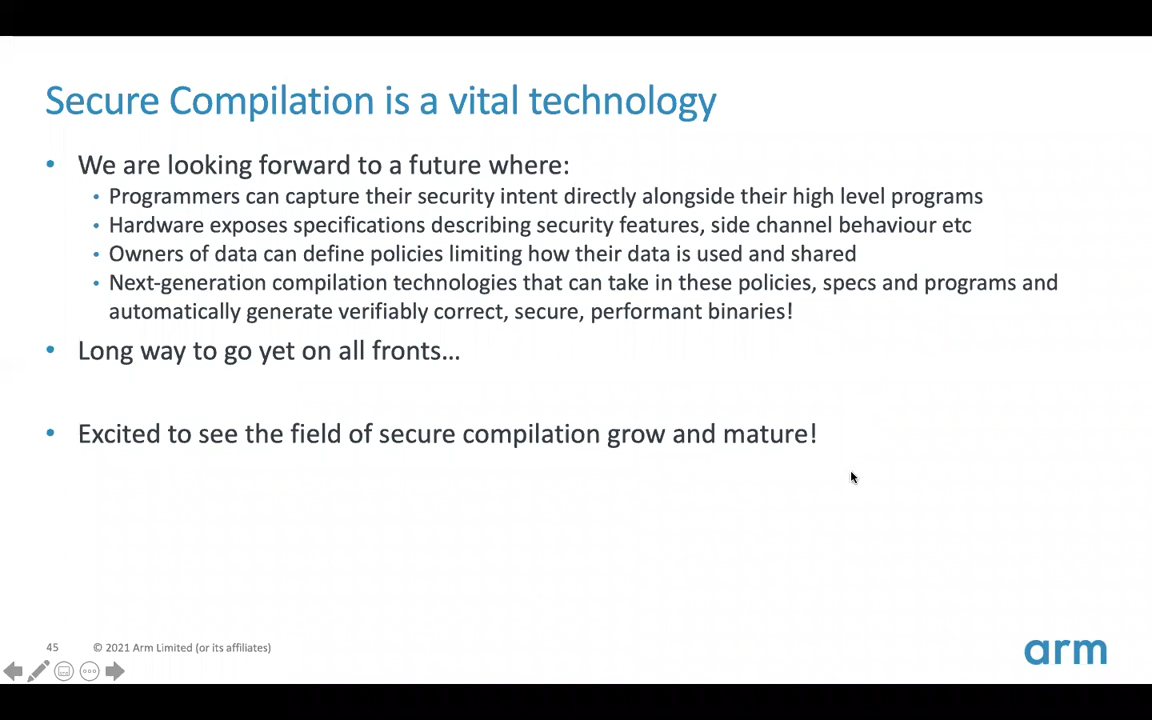 Secure Compilation is a vital technology
• We are looking forward to a future where:
• Programmers can capture their security intent directly alongside their high level programs
• Hardware exposes specifications describing security features, side channel behaviour etc
• Owners of data can define policies limiting how their data is used and shared
• Next-generation compilation technologies that can take in these policies, specs and programs and
automatically generate verifiably correct, secure, performant binaries!
• Long way to go yet on all fronts...
• Excited to see the field of secure compilation grow and mature!
45 © 2021 Arm Limited (or its affiliates)
arm